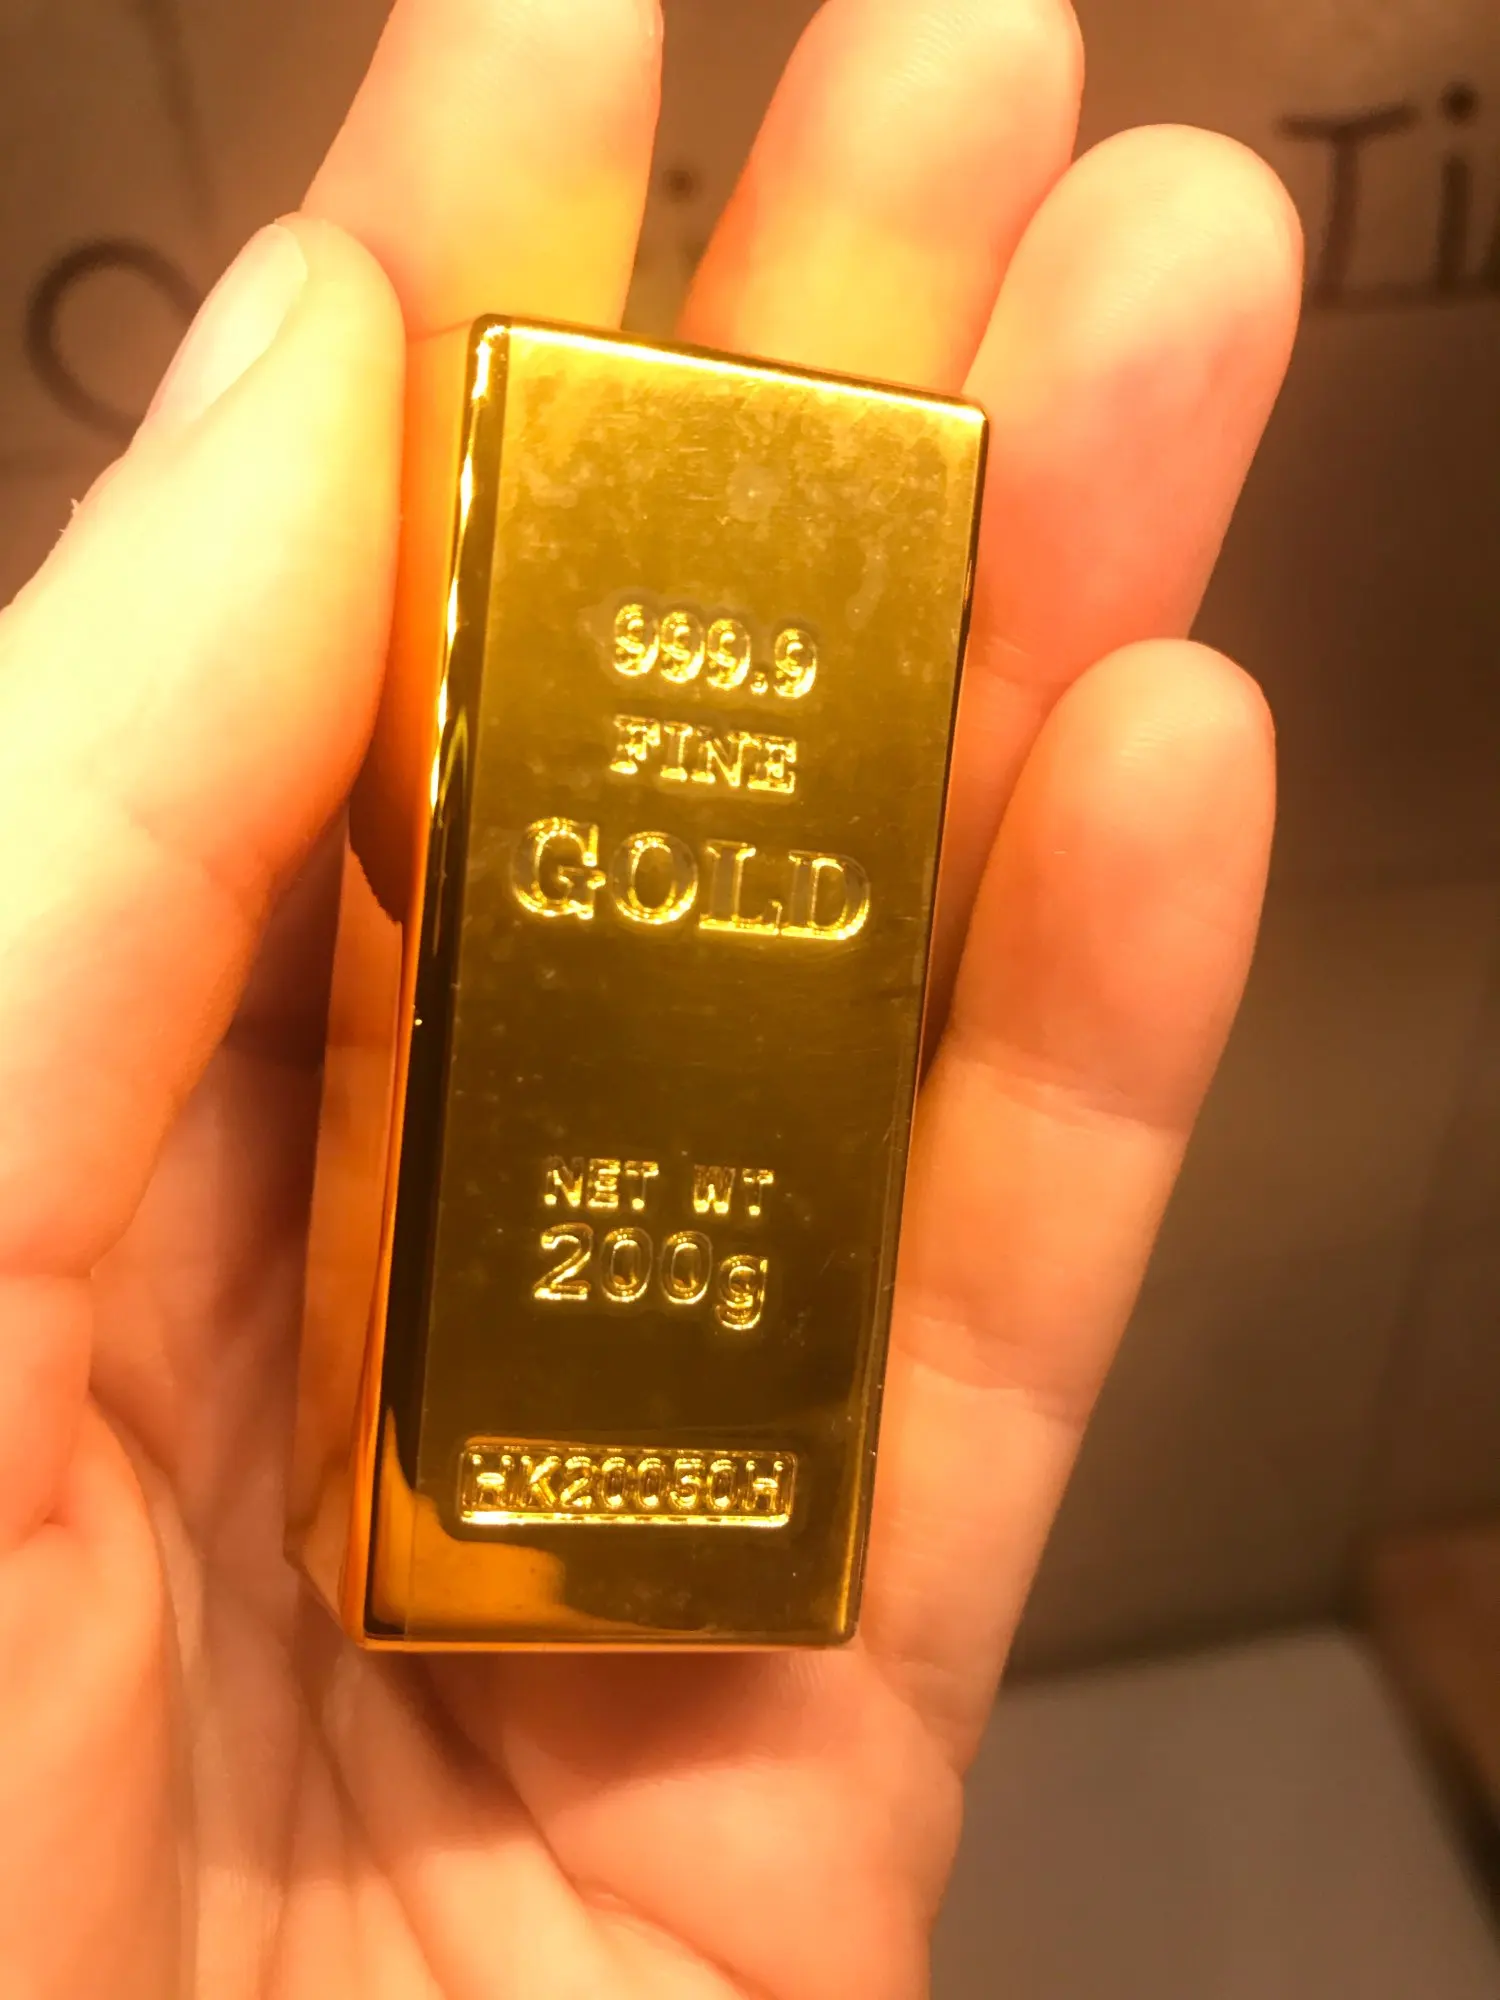 999.9
FINE
GOLD
NET WT
200g
HK20050H